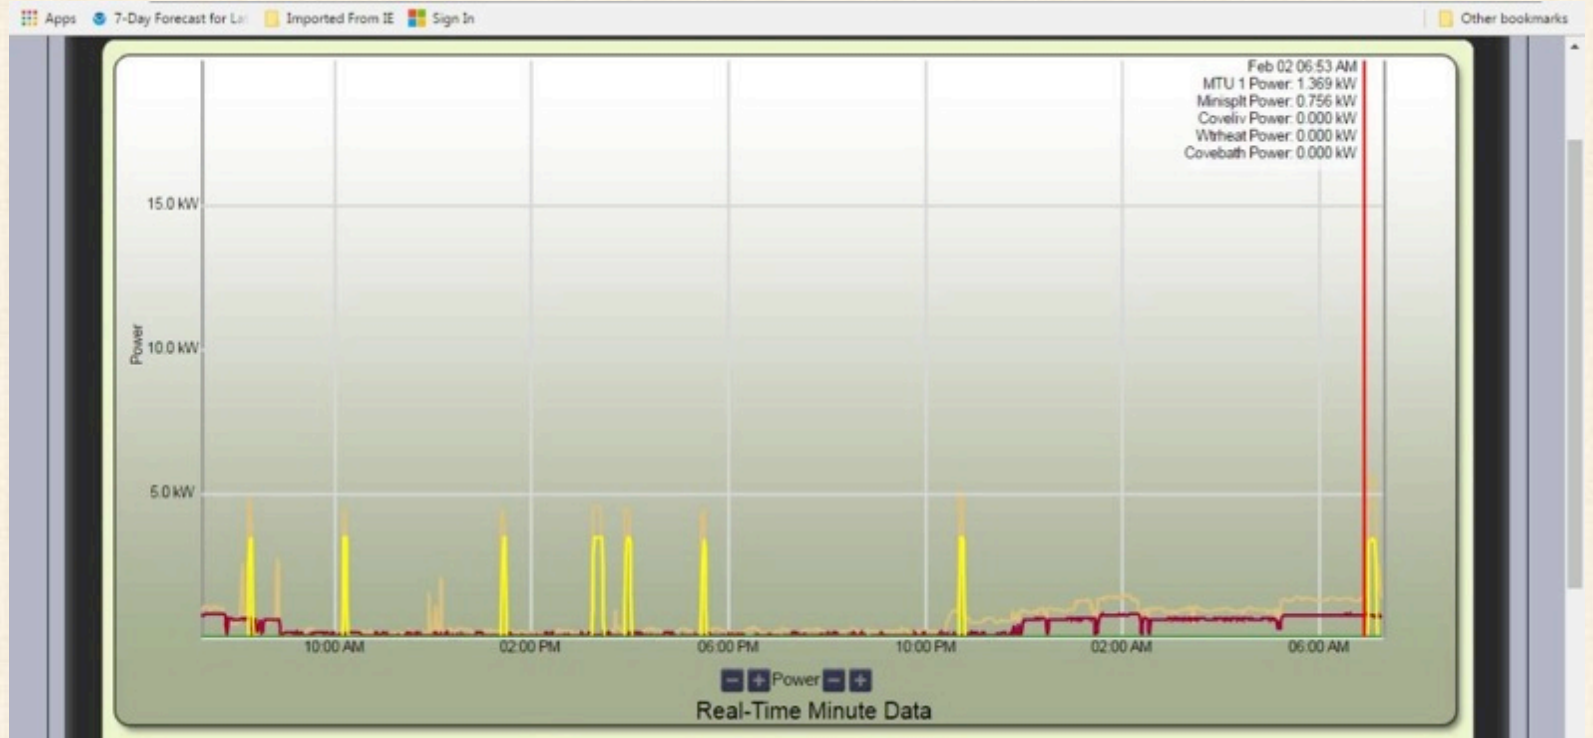 Apps 7-Day Forecast for Lat Imported From IE Sign In Other bookmarks
Feb 02 06:53 AM
MTU 1 Power: 1.369 kW
Minisplt Power: 0.756 kW
Coveliv Power: 0.000 kW
Wtrheat Power: 0.000 kW
Covebath Power: 0.000 kW
15.0 kW
Power
10.0 kW
5.0 kW
10:00 AM 02:00 PM 06:00 PM 10:00 PM 02:00 AM 06:00 AM
- + Power - +
Real-Time Minute Data